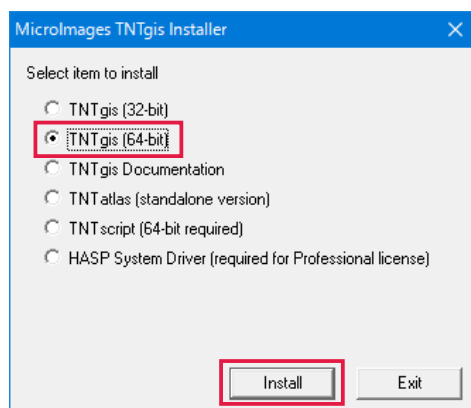 MicroImages TNTgis Installer
Select item to install
TNTgis (32-bit)
TNTgis (64-bit)
TNTgis Documentation
TNTatlas (standalone version)
TNTscript (64-bit required)
HASP System Driver (required for Professional license)
Install Exit